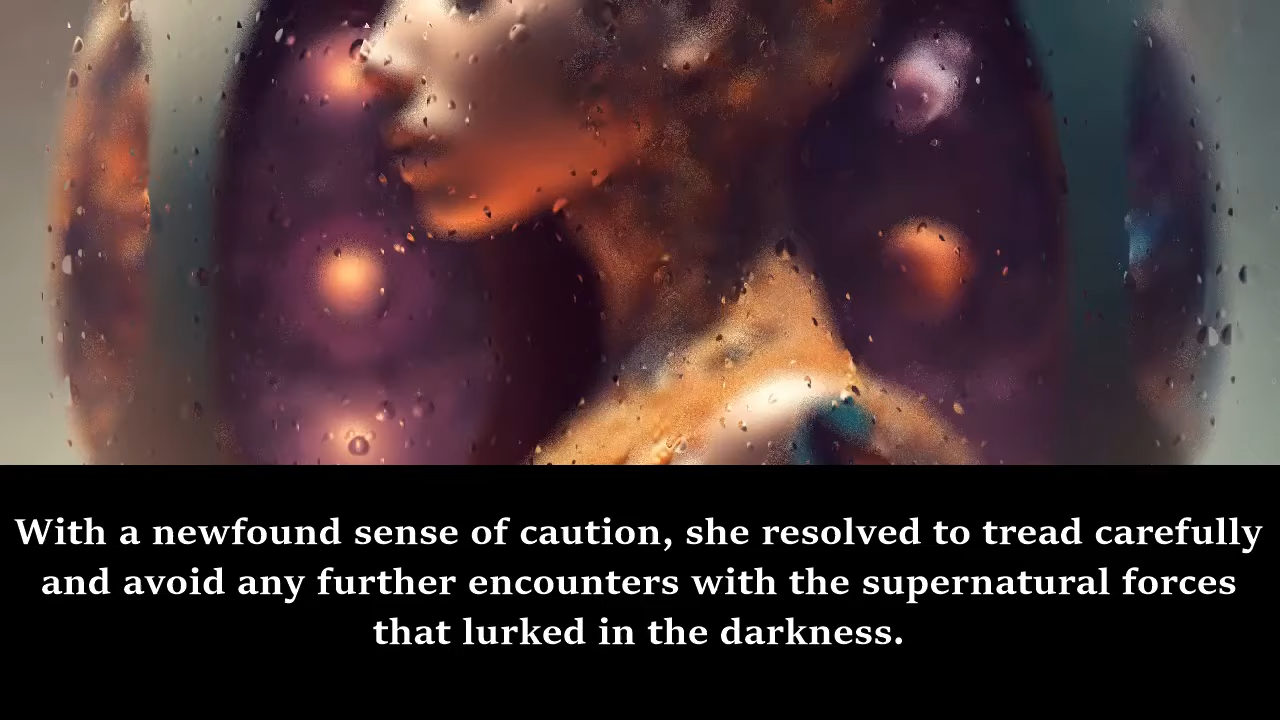 With a newfound sense of caution, she resolved to tread carefully
and avoid any further encounters with the supernatural forces
that lurked in the darkness.